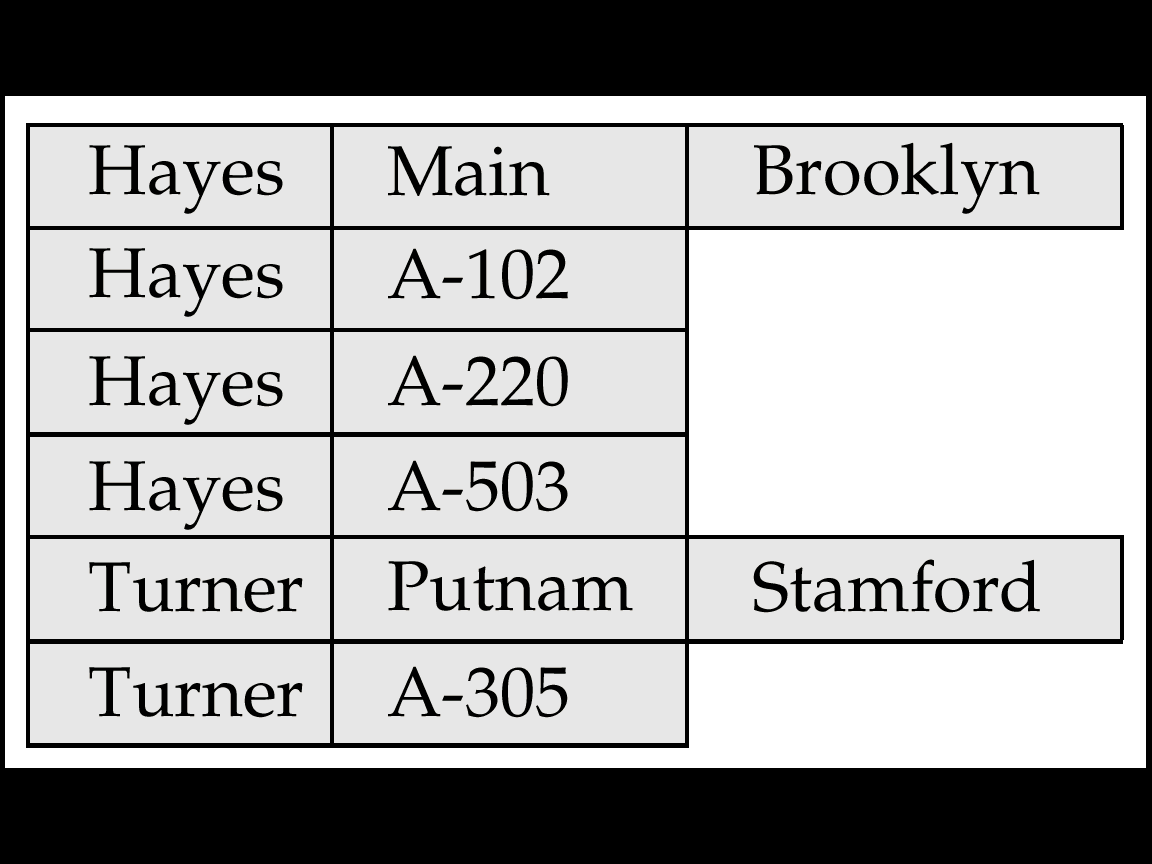 Hayes Main Brooklyn
Hayes A-102
Hayes A-220
Hayes A-503
Turner Putnam Stamford
Turner A-305